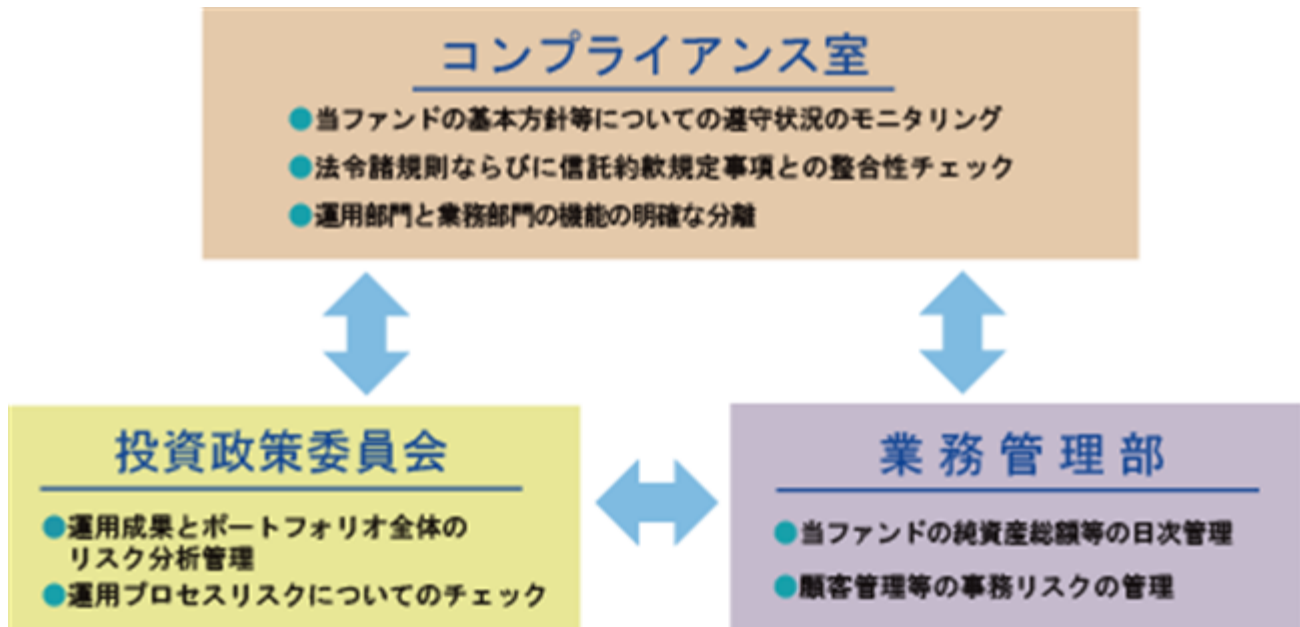 コンプライアンス室
●当ファンドの基本方針等についての遵守状況のモニタリング
●法令諸規則ならびに信託約款規定事項との整合性チェック
●運用部門と業務部門の機能の明確な分離
投資政策委員会
●運用成果とポートフォリオ全体の
リスク分析管理
●運用プロセスリスクについてのチェック
業務管理部
●当ファンドの純資産総額等の日次管理
●顧客管理等の事務リスクの管理